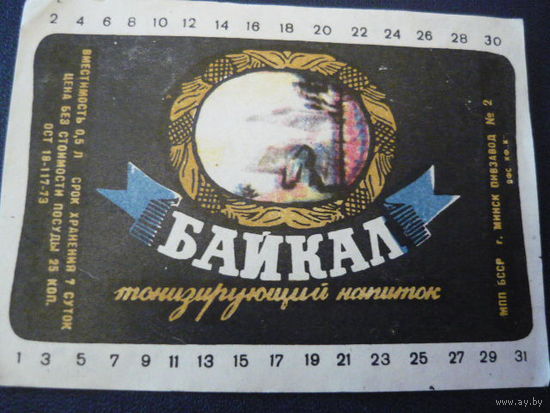 2 4 6 8 10 12 14 16 18 20 22 24 26 28 30
ВМЕСТИМОСТЬ 0,5 Л СРОК ХРАНЕНИЯ 7 СУТОК
ЦЕНА БЕЗ СТОИМОСТИ ПОСУДЫ 25 КОП.
ОСТ 18-117-73
БАЙКАЛ
тонизирующий напиток
МПП БССР г. МИНСК ПИВЗАВОД № 2
1 3 5 7 9 11 13 15 17 19 21 23 25 27 29 31
www.ay.by